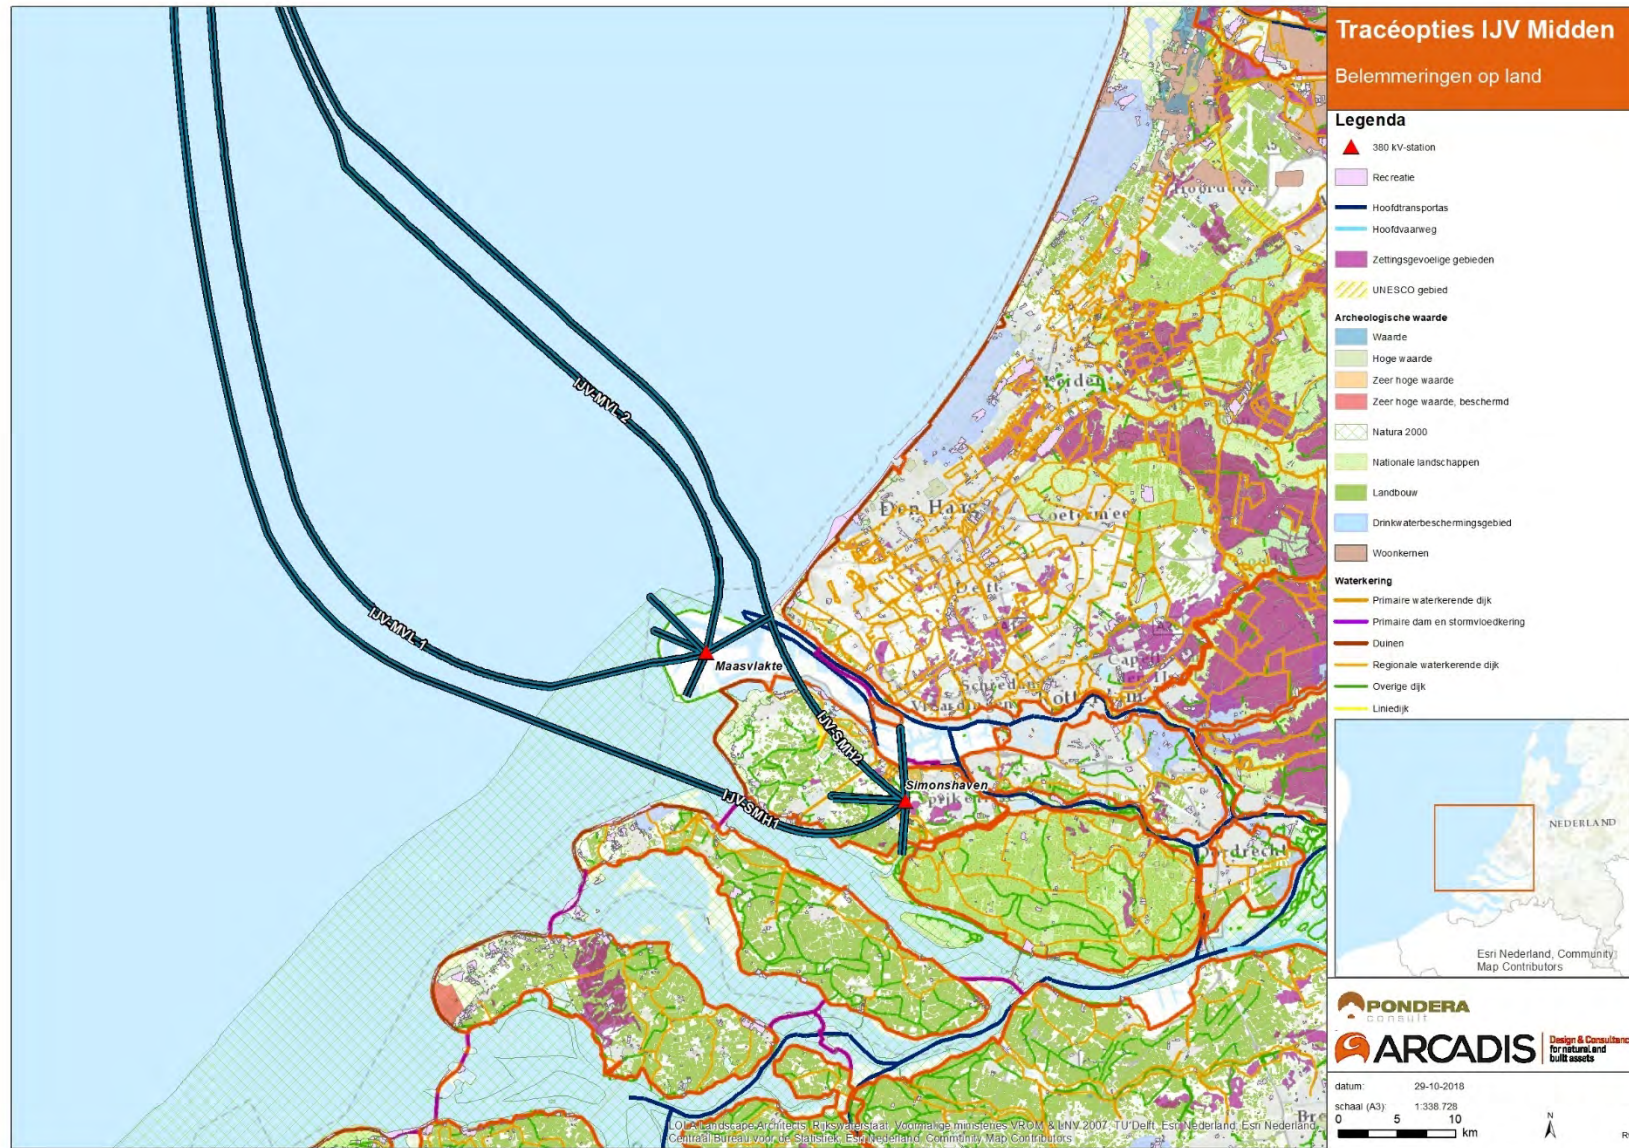 Tracéopties IJV Midden
Belemmeringen op land
Legenda
380 kV-station
Recreatie
Hoofdtransportas
Hoofdvaarweg
Zettingsgevoelige gebieden
UNESCO gebied
Archeologische waarde
Waarde
Hoge waarde
Zeer hoge waarde
Zeer hoge waarde, beschermd
Natura 2000
Nationale landschappen
Landbouw
Drinkwaterbeschermingsgebied
Woonkernen
Waterkering
Primaire waterkerende dijk
Primaire dam en stormvloedkering
Duinen
Regionale waterkerende dijk
Overige dijk
Liniedijk
NEDERLAND
Esri Nederland, Community
Map Contributors
PONDERA
consult
ARCADIS
Design & Consultancy
for natural and
built assets
datum: 29-10-2018
schaal (A3): 1:338.728
0 5 10
km
N
IJV-MVL 2
IJV-MVL 1
IJV-SMH2
IJV-SMH1
Maasvlakte
Simonshaven
Leiden
Den Haag
Zoetermee
Delft
Schiedam
Vlaardingen
Rotterdam
Dordrecht
LOLA Landscape Architects, Rijkswaterstaat, Voormalige ministeries VROM & LNV 2007, TU Delft, Esri Nederland, Esri Nederland,
Centraal Bureau voor de Statistiek, Esri Nederland, Community Map Contributors